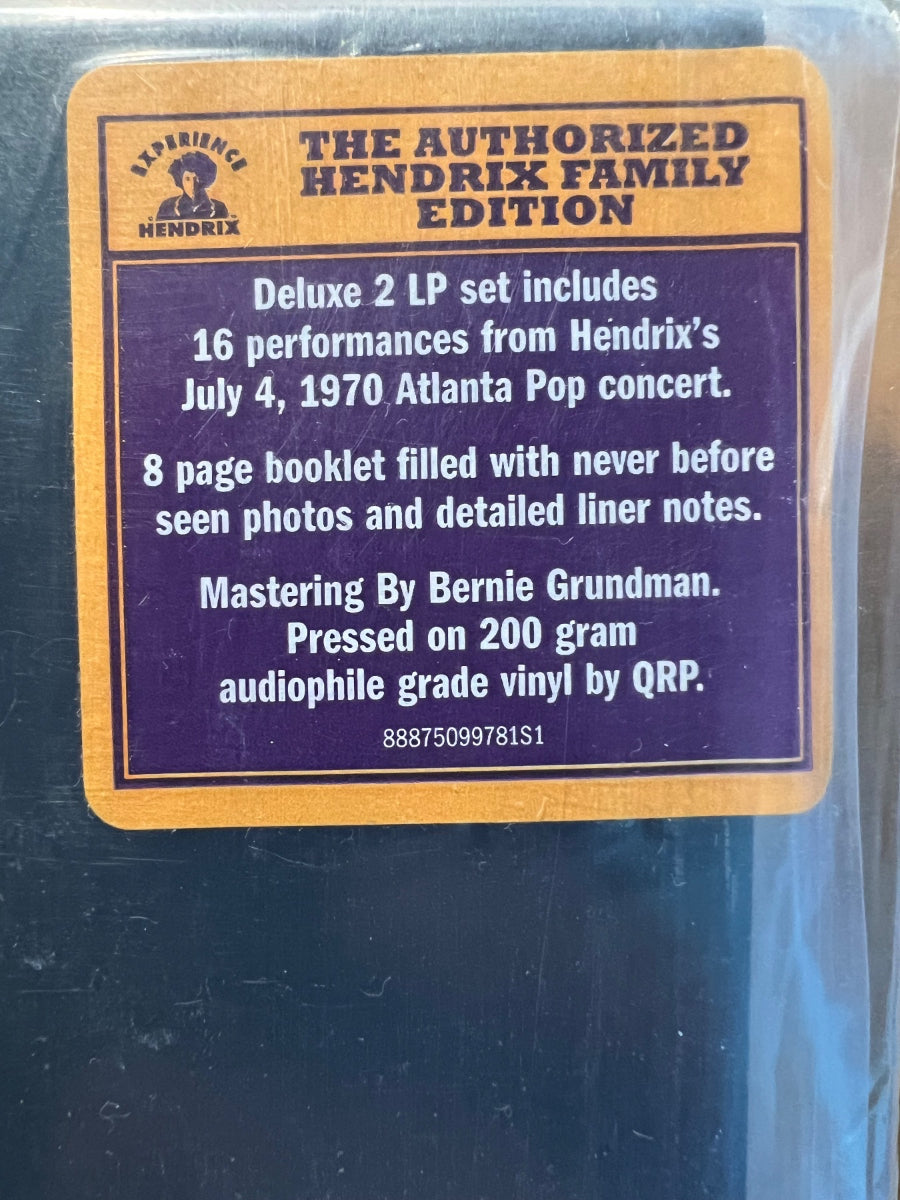 EXPERIENCE
HENDRIX™
THE AUTHORIZED
HENDRIX FAMILY
EDITION
Deluxe 2 LP set includes
16 performances from Hendrix's
July 4, 1970 Atlanta Pop concert.
8 page booklet filled with never before
seen photos and detailed liner notes.
Mastering By Bernie Grundman.
Pressed on 200 gram
audiophile grade vinyl by QRP.
88875099781S1